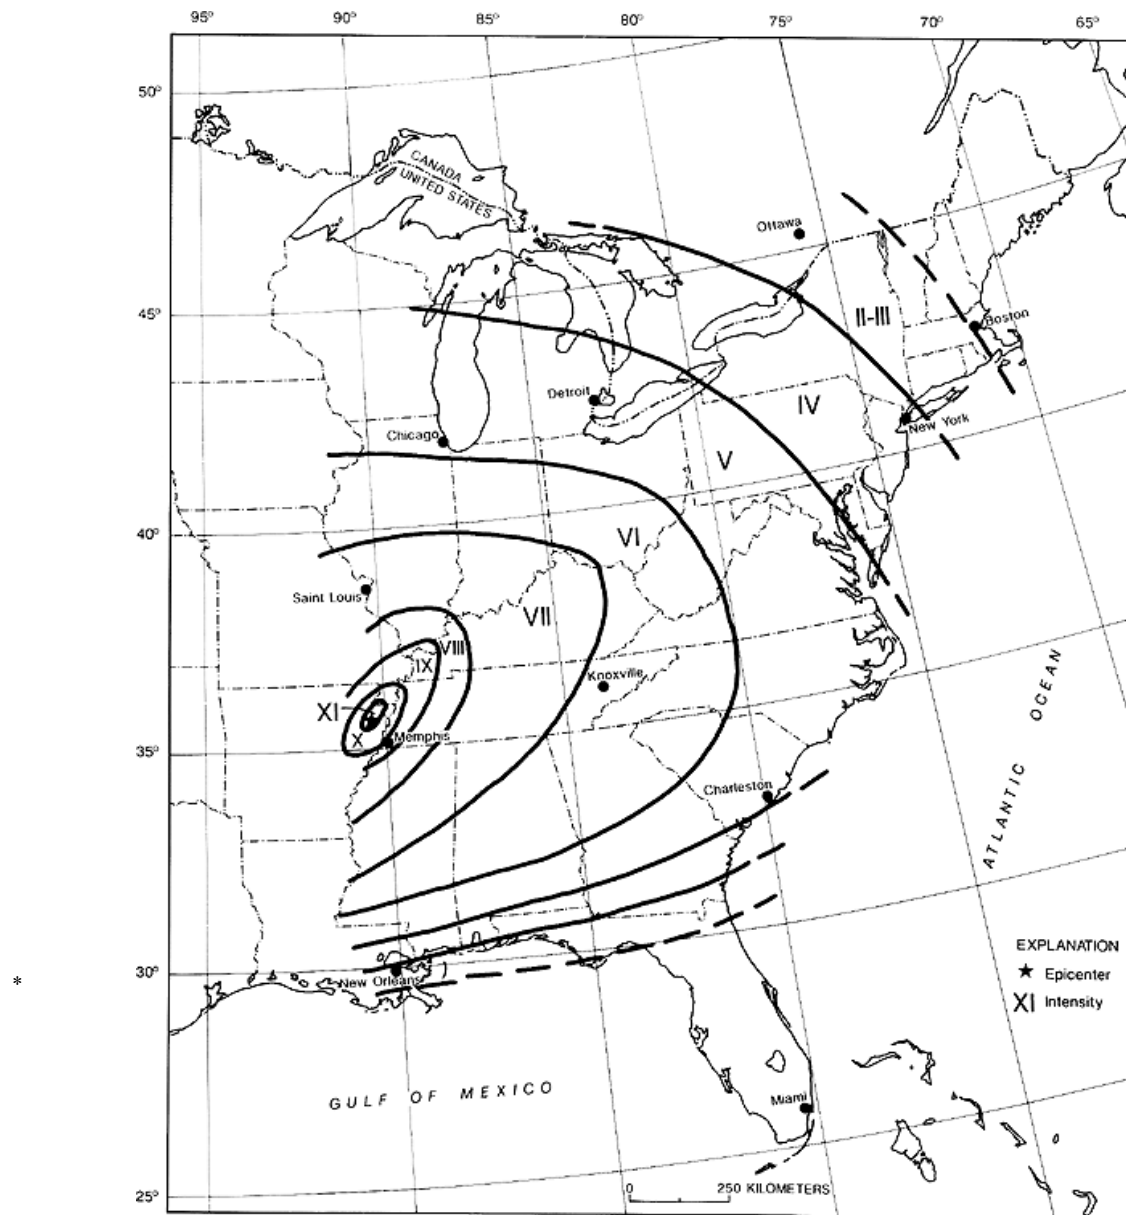 95° 90° 85° 80° 75° 70° 65°
50°
CANADA
UNITED STATES
Ottawa
45°
II-III
Boston
Detroit
IV
Chicago
New York
V
40°
VI
Saint Louis
VII
VIII
IX
Knoxville
XI
X
Memphis
35°
Charleston
ATLANTIC OCEAN
30°
New Orleans
EXPLANATION
★ Epicenter
XI Intensity
*
GULF OF MEXICO
Miami
0 250 KILOMETERS
25°